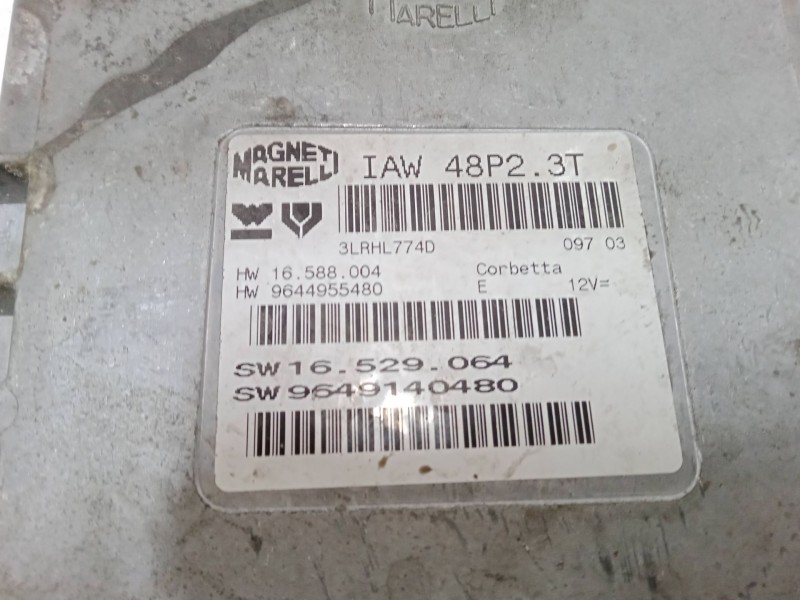 MARELLI
MAGNETI MARELLI
IAW 48P2.3T
3LRHL774D 097 03
HW 16.588.004 Corbetta
HW 9644955480 E 12V=
SW 16.529.064
SW 9649140480